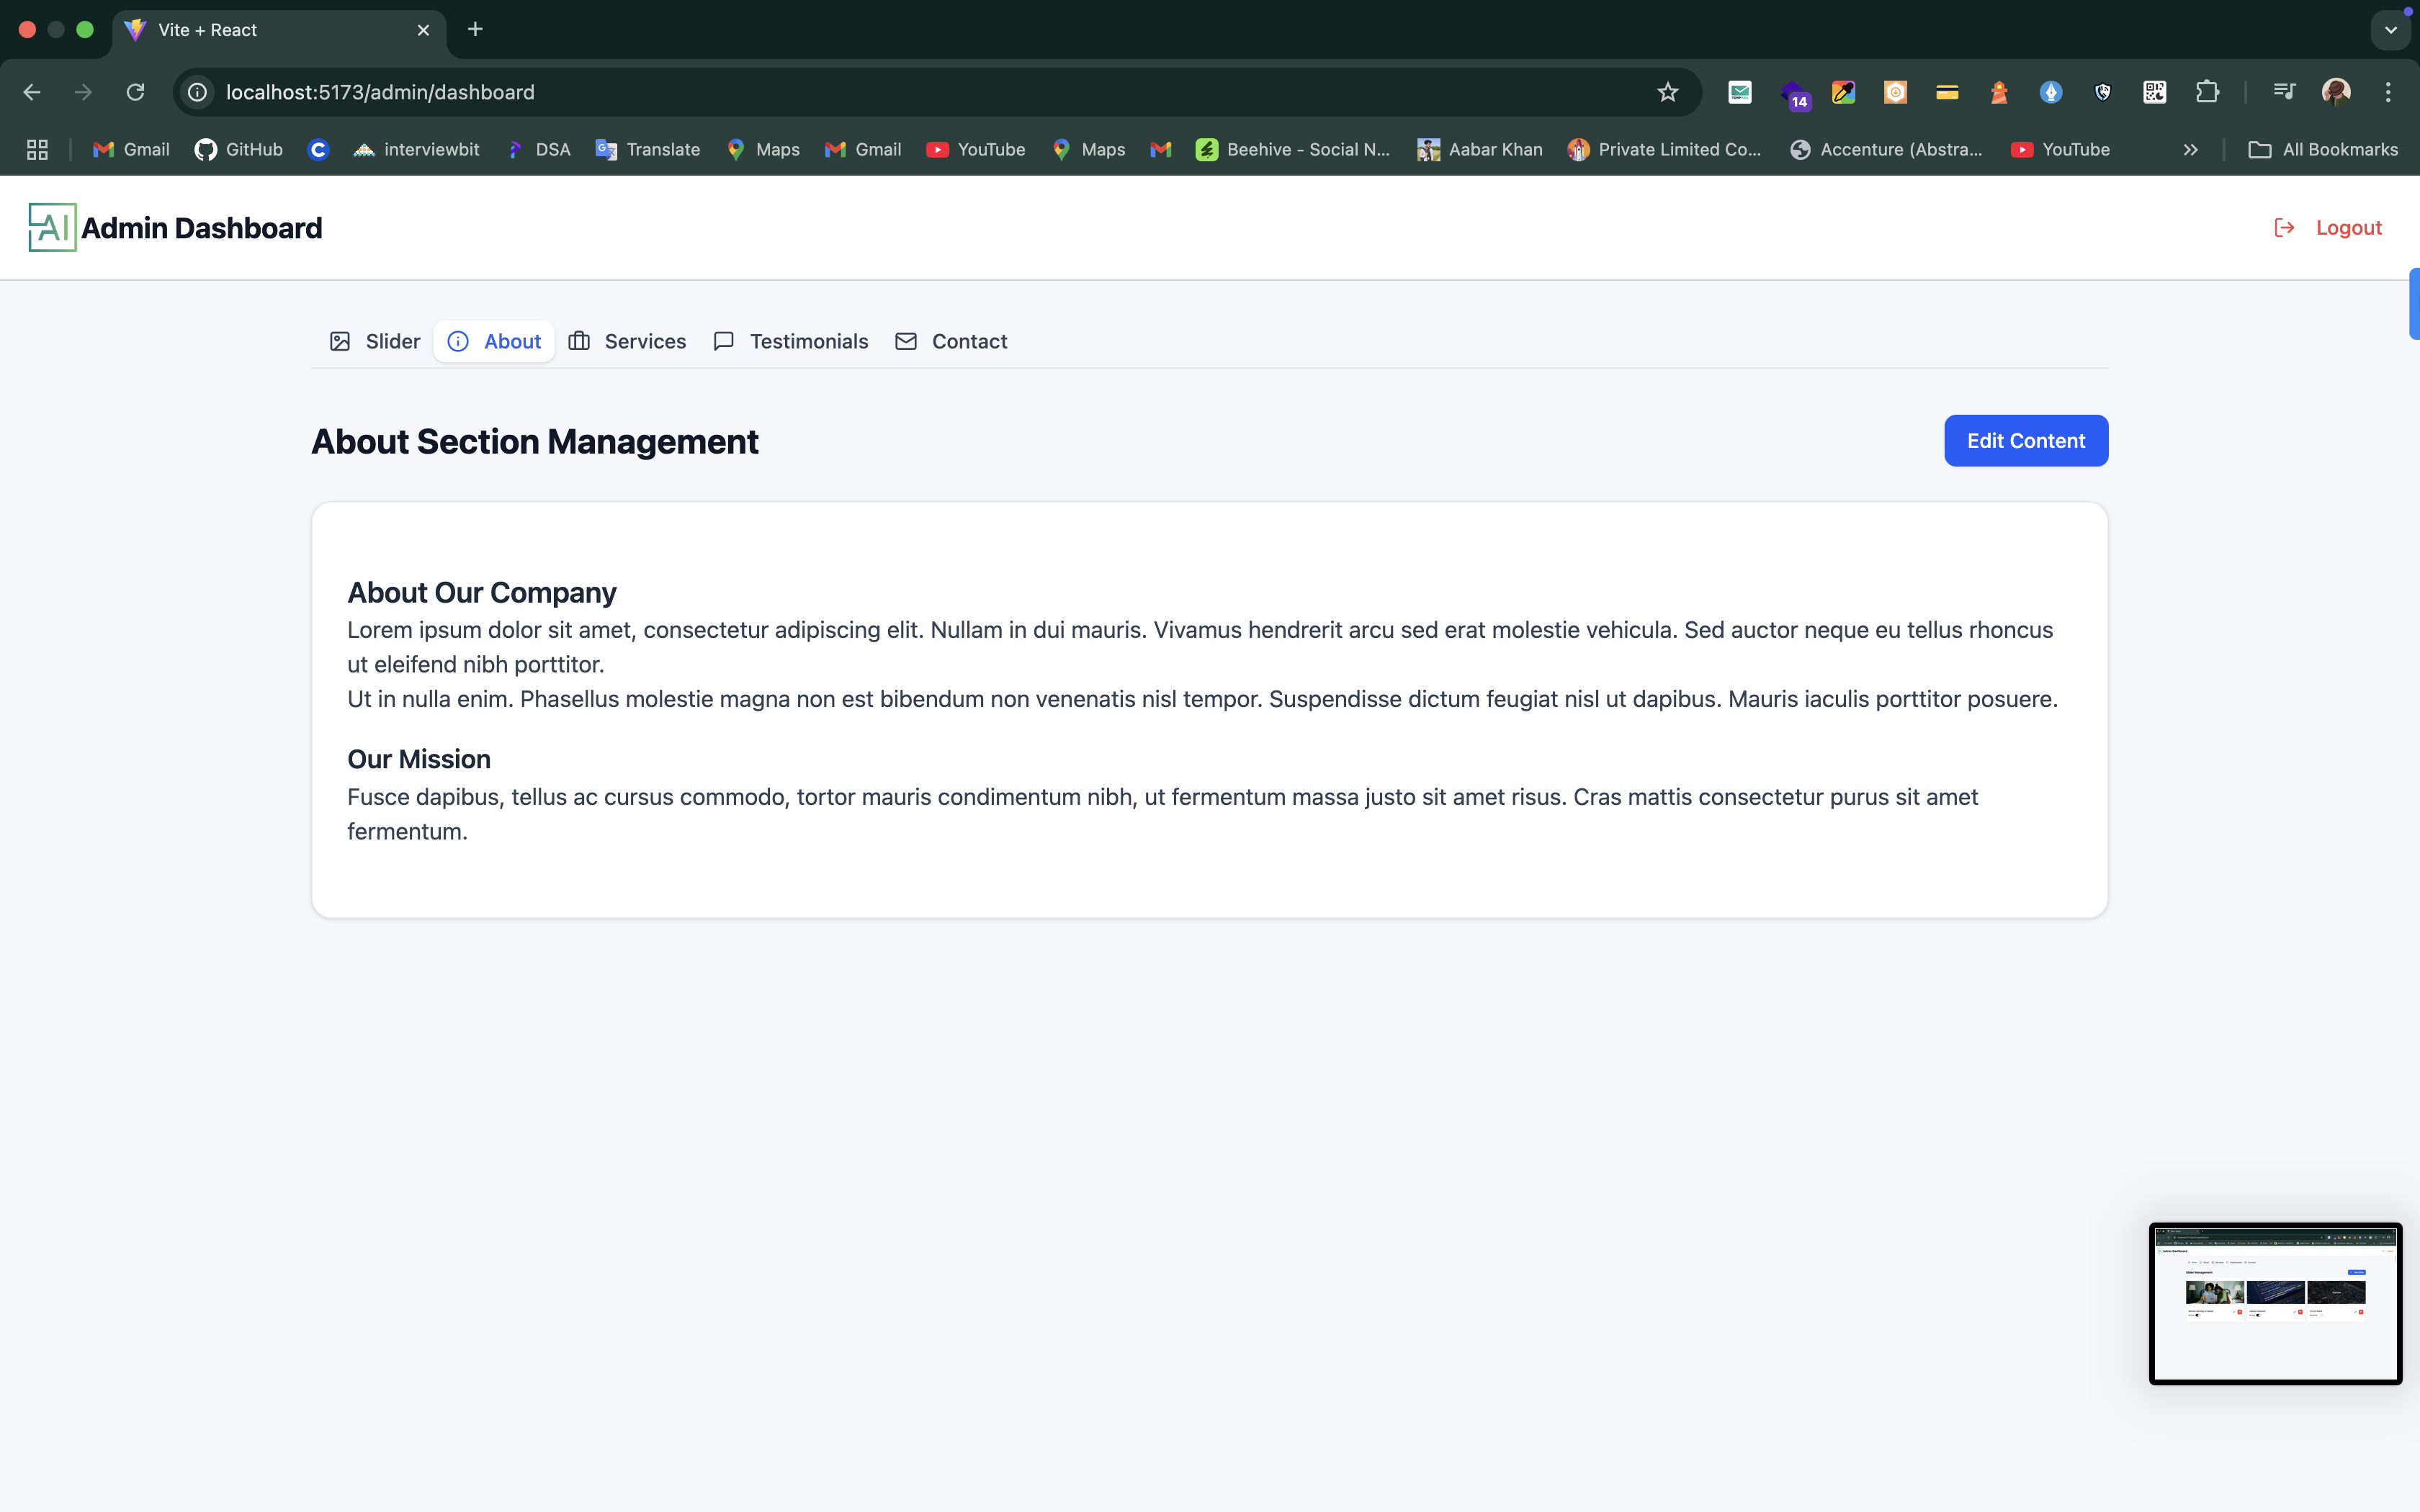 Vite + React
localhost:5173/admin/dashboard
14
Gmail
GitHub
interviewbit
DSA
Translate
Maps
Gmail
YouTube
Maps
Beehive - Social N...
Aabar Khan
Private Limited Co...
Accenture (Abstra...
YouTube
All Bookmarks
AI Admin Dashboard
Logout
Slider
About
Services
Testimonials
Contact
About Section Management
Edit Content
About Our Company
Lorem ipsum dolor sit amet, consectetur adipiscing elit. Nullam in dui mauris. Vivamus hendrerit arcu sed erat molestie vehicula. Sed auctor neque eu tellus rhoncus
ut eleifend nibh porttitor.
Ut in nulla enim. Phasellus molestie magna non est bibendum non venenatis nisl tempor. Suspendisse dictum feugiat nisl ut dapibus. Mauris iaculis porttitor posuere.
Our Mission
Fusce dapibus, tellus ac cursus commodo, tortor mauris condimentum nibh, ut fermentum massa justo sit amet risus. Cras mattis consectetur purus sit amet
fermentum.